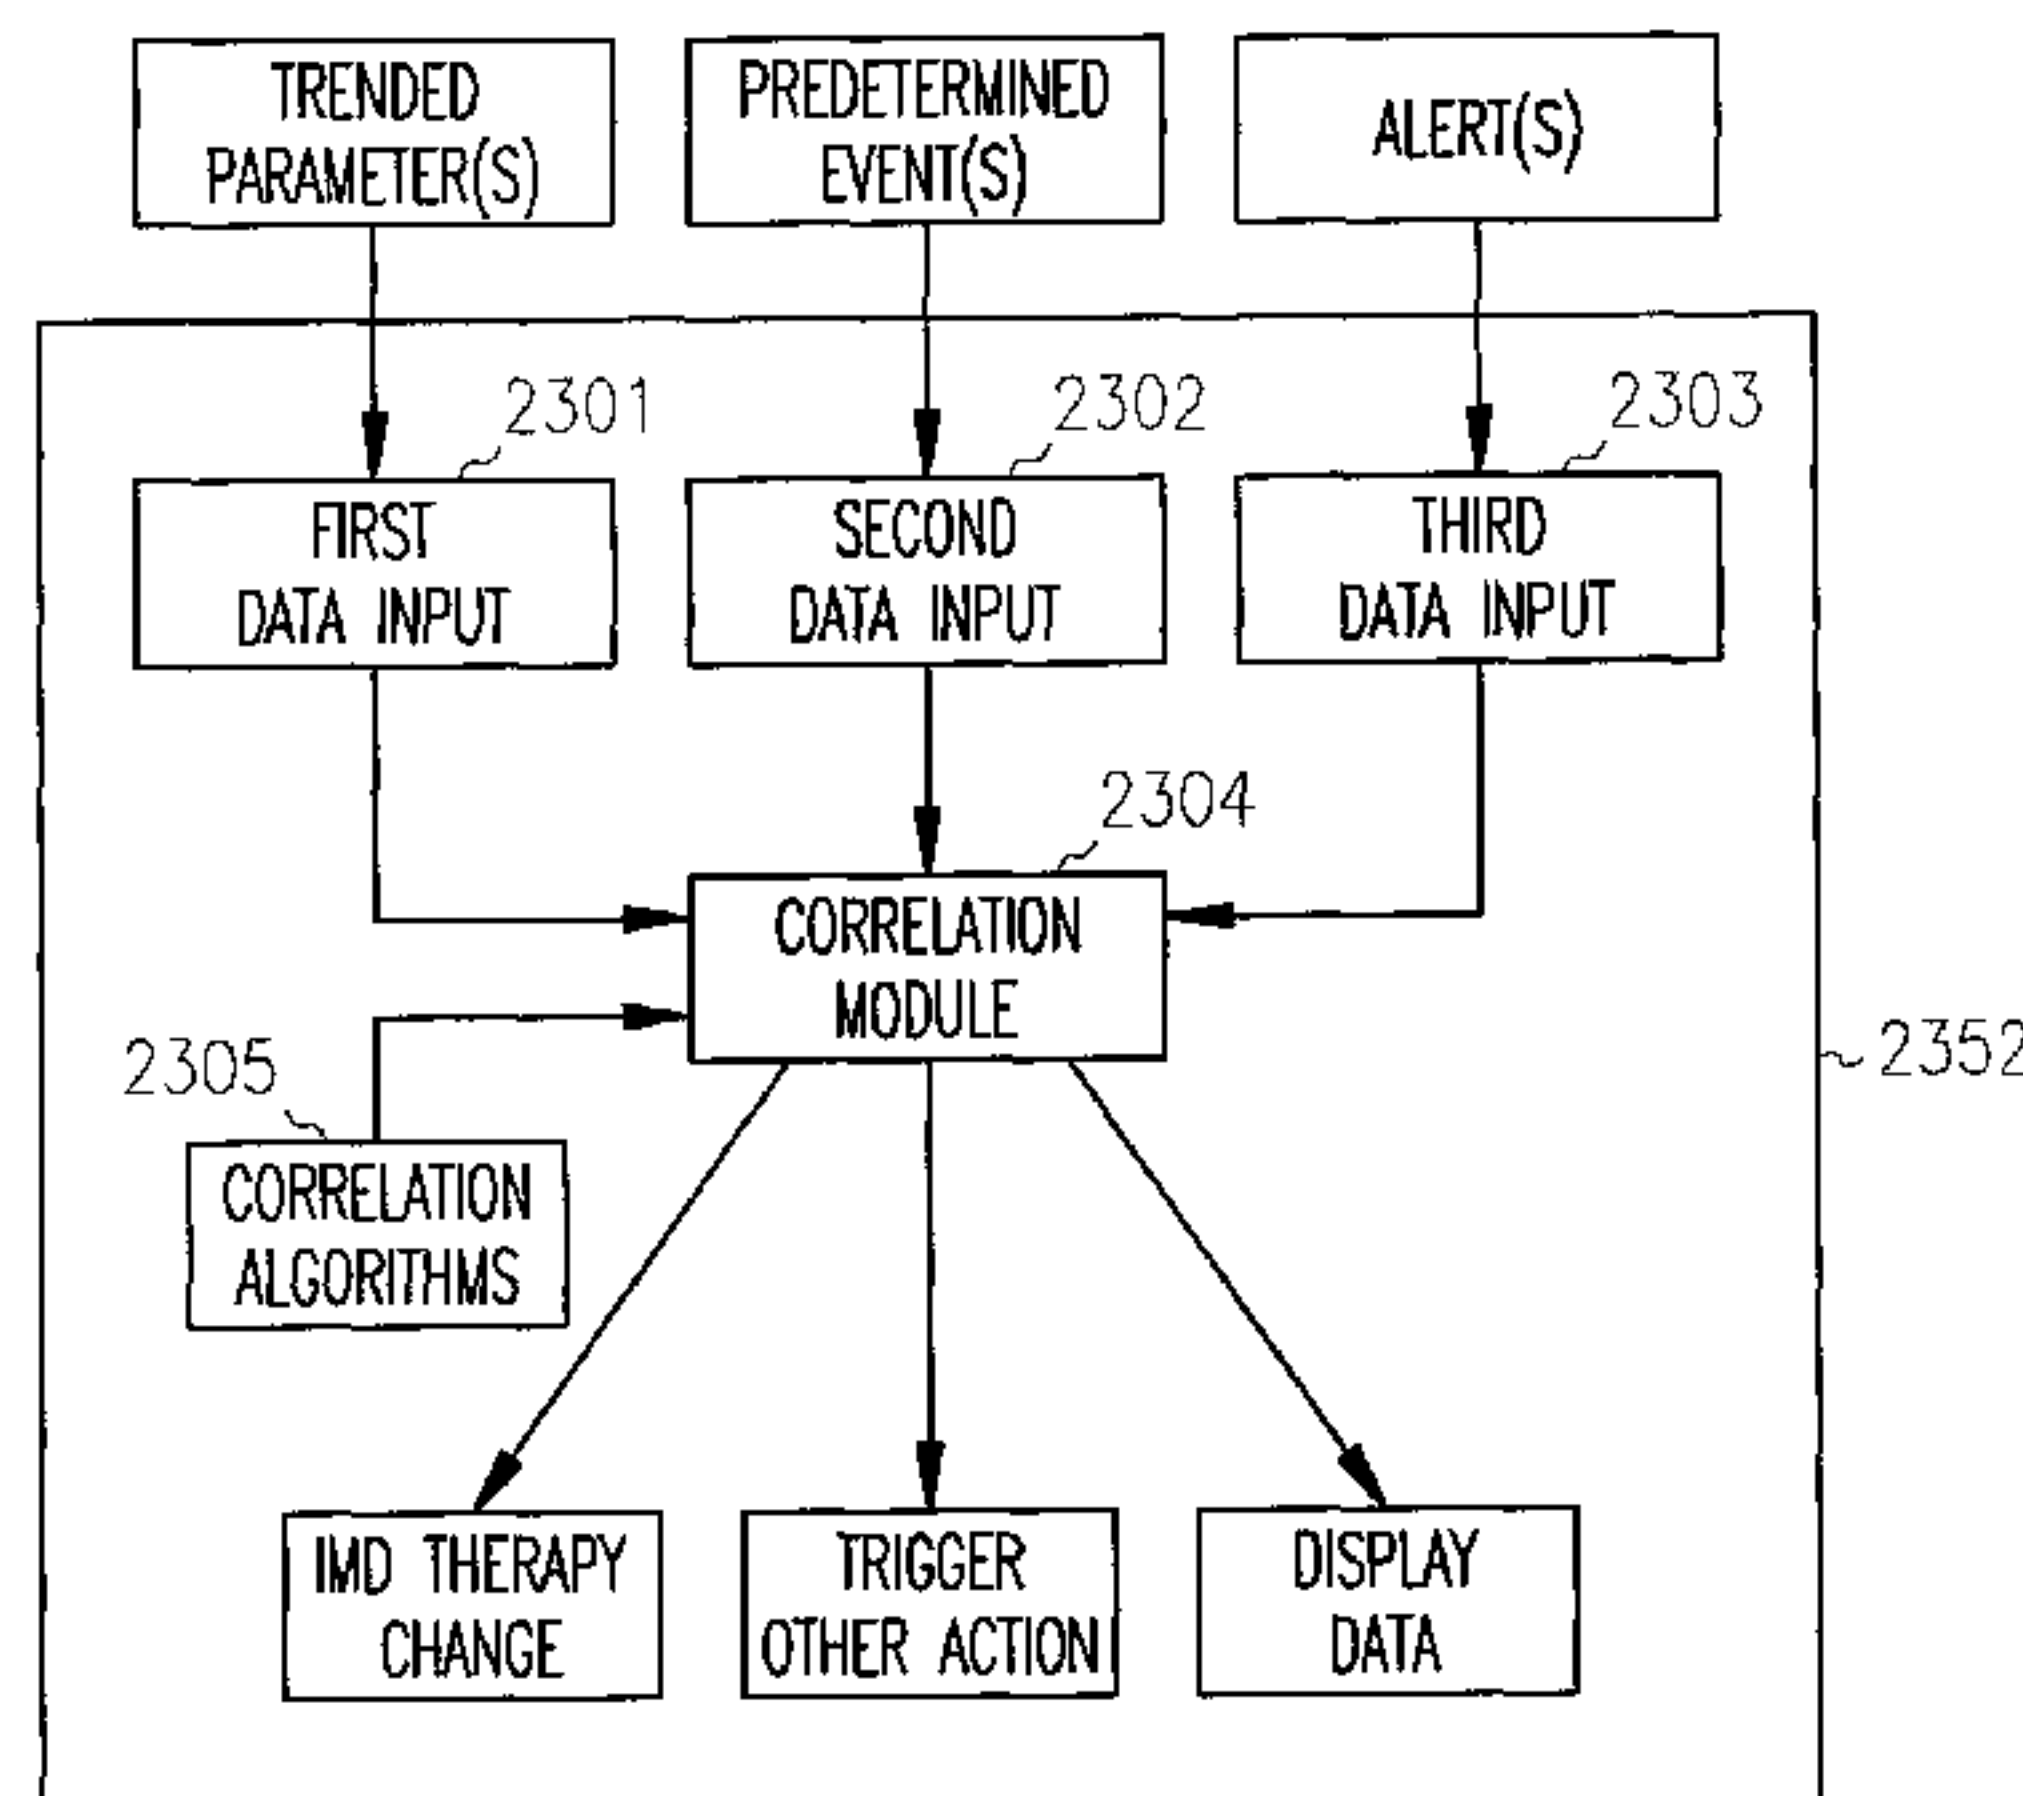 TRENDED
PARAMETER(S)
PREDETERMINED
EVENT(S)
ALERT(S)
2301
2302
2303
FIRST
DATA INPUT
SECOND
DATA INPUT
THIRD
DATA INPUT
2304
CORRELATION
MODULE
2305
2352
CORRELATION
ALGORITHMS
IMD THERAPY
CHANGE
TRIGGER
OTHER ACTION
DISPLAY
DATA